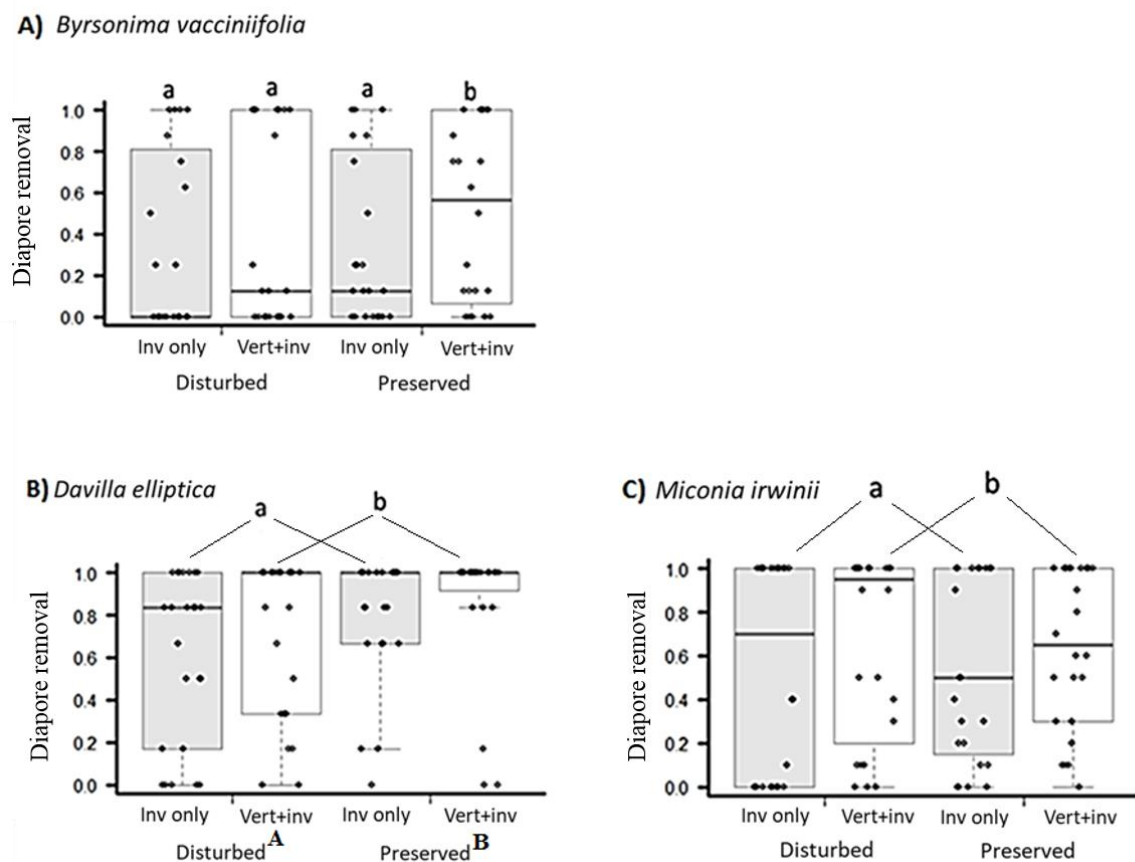 A) Byrsonima vacciniifolia
a a a b
Diapore removal
1.0
0.8
0.6
0.4
0.2
0.0
Inv only Vert+inv Inv only Vert+inv
Disturbed Preserved
B) Davilla elliptica
a b
Diapore removal
1.0
0.8
0.6
0.4
0.2
0.0
Inv only Vert+inv Inv only Vert+inv
Disturbed A Preserved B
C) Miconia irwinii
a b
Diapore removal
1.0
0.8
0.6
0.4
0.2
0.0
Inv only Vert+inv Inv only Vert+inv
Disturbed Preserved